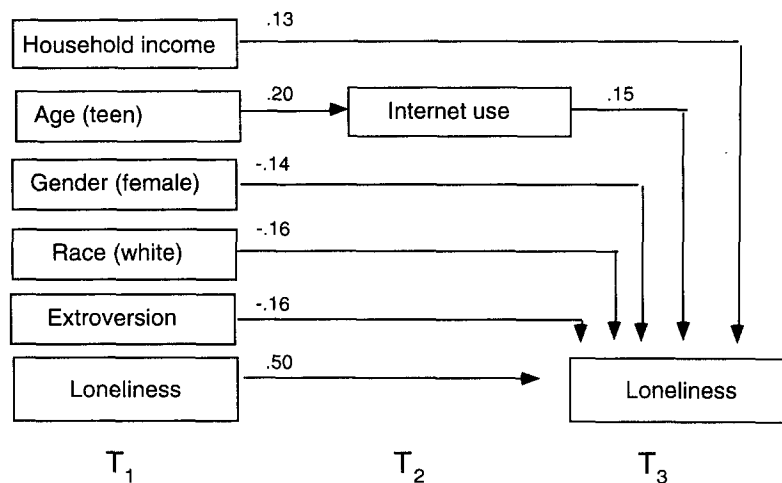 .13
Household income
.20
Age (teen)
Internet use
.15
-.14
Gender (female)
-.16
Race (white)
-.16
Extroversion
.50
Loneliness
Loneliness
T1
T2
T3